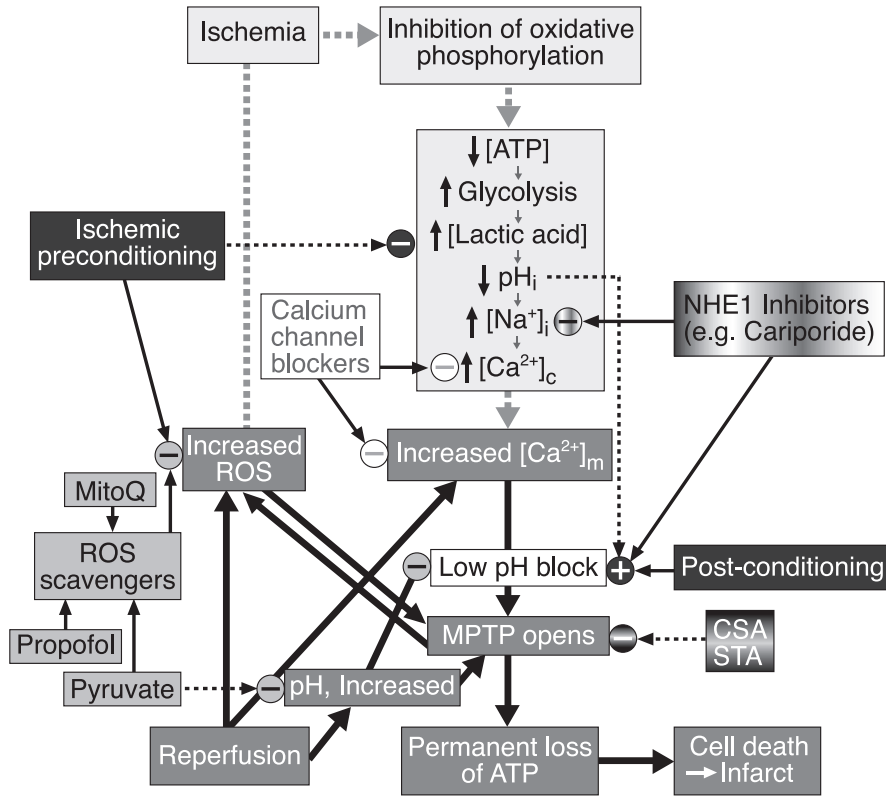 Ischemia
Inhibition of oxidative
phosphorylation
[ATP]
Glycolysis
[Lactic acid]
pHi
[Na+]i
[Ca2+]c
Ischemic
preconditioning
−
Calcium
channel
blockers
−
−
NHE1 Inhibitors
(e.g. Cariporide)
Increased
ROS
−
Increased [Ca2+]m
−
MitoQ
ROS
scavengers
Propofol
Pyruvate
Low pH block
−
+
Post-conditioning
MPTP opens
−
CSA
STA
−
pH, Increased
Reperfusion
Permanent loss
of ATP
Cell death
→Infarct